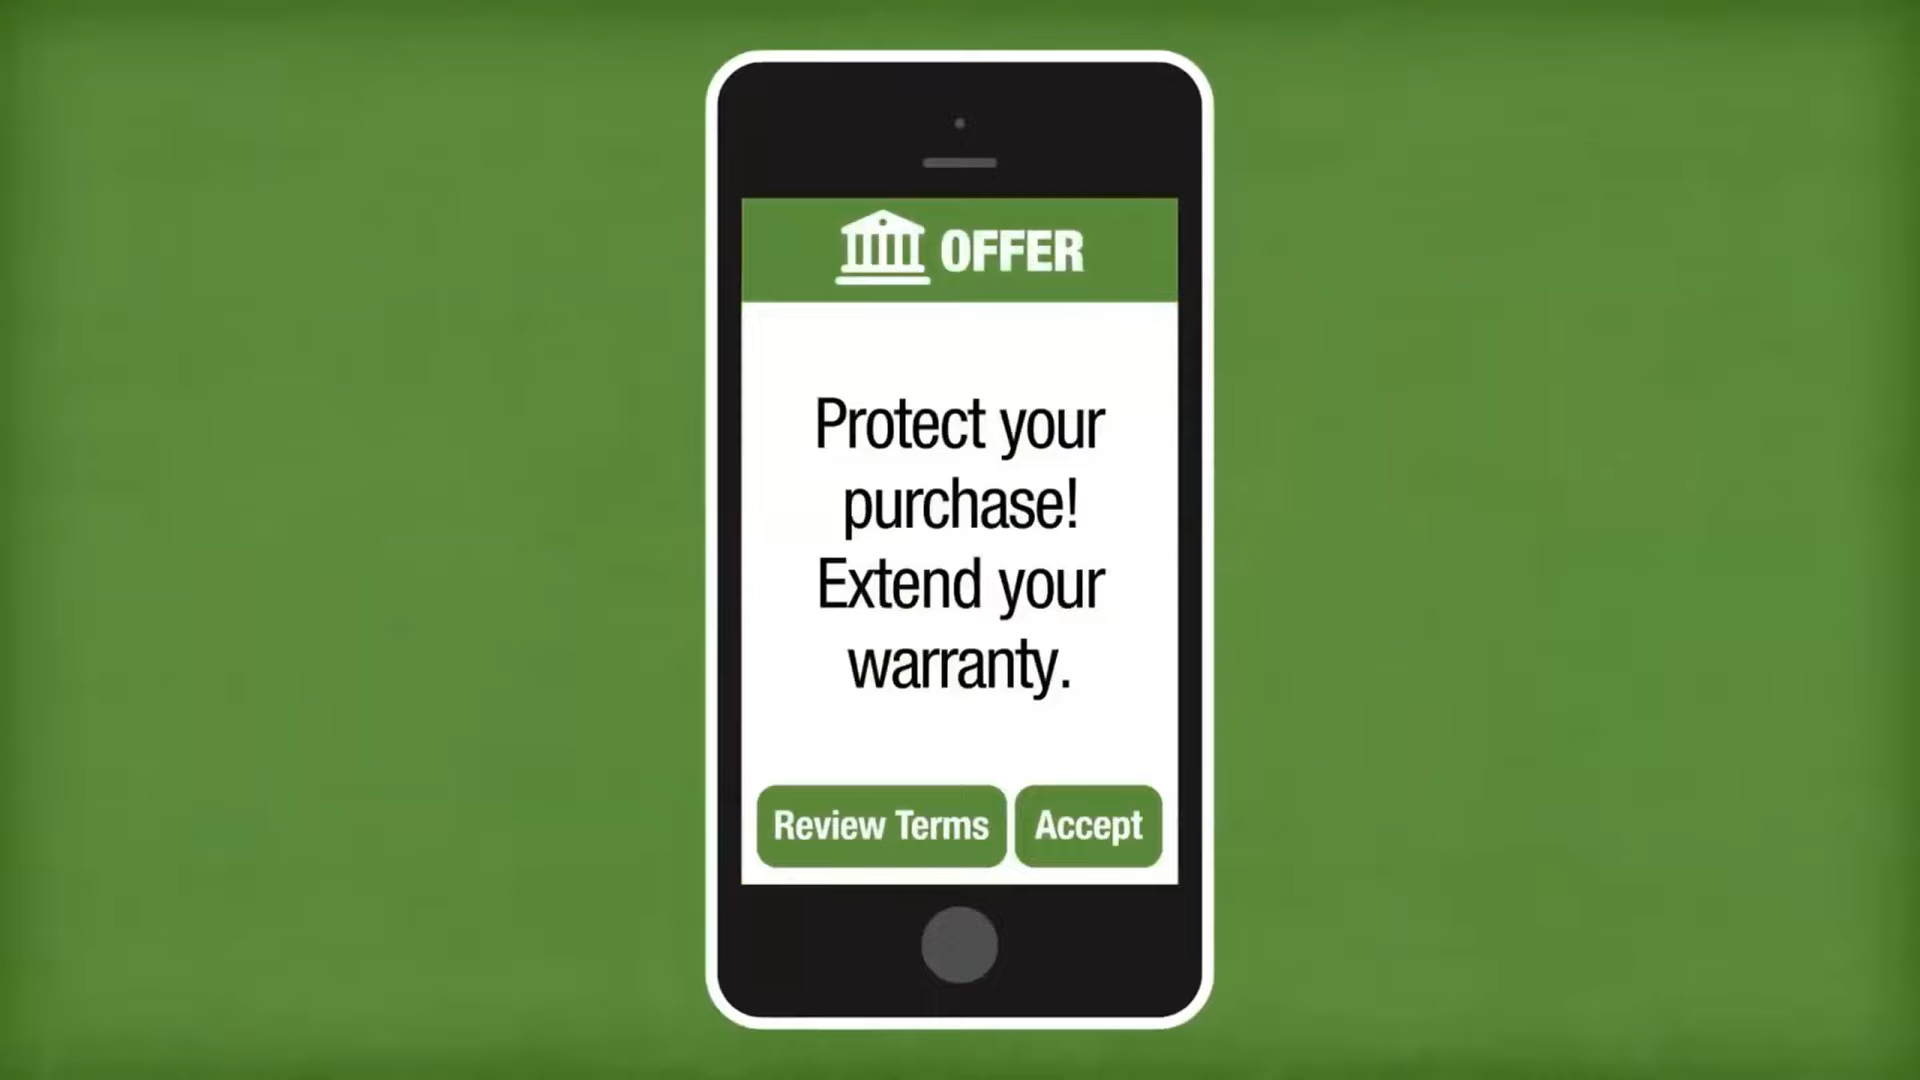 OFFER
Protect your
purchase!
Extend your
warranty.
Review Terms
Accept